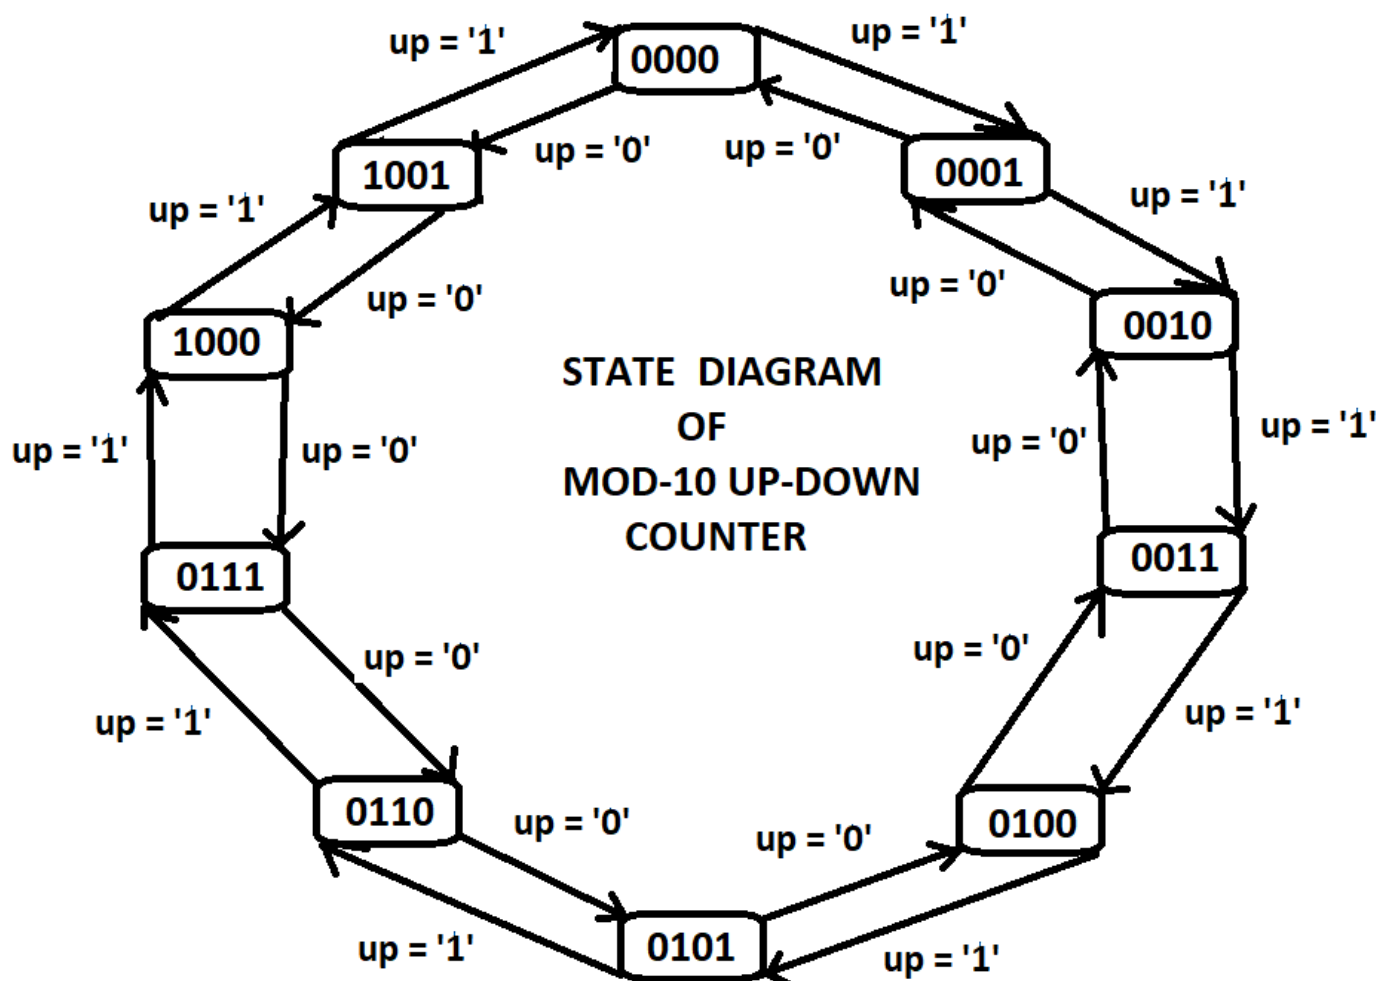 up = '1'
0000
up = '1'
up = '0'
up = '0'
1001
0001
up = '1'
up = '1'
up = '0'
up = '0'
1000
0010
STATE DIAGRAM
OF
MOD-10 UP-DOWN
COUNTER
up = '1'
up = '0'
up = '0'
up = '1'
0111
0011
up = '0'
up = '0'
up = '1'
up = '1'
0110
0100
up = '0'
up = '0'
up = '1'
0101
up = '1'